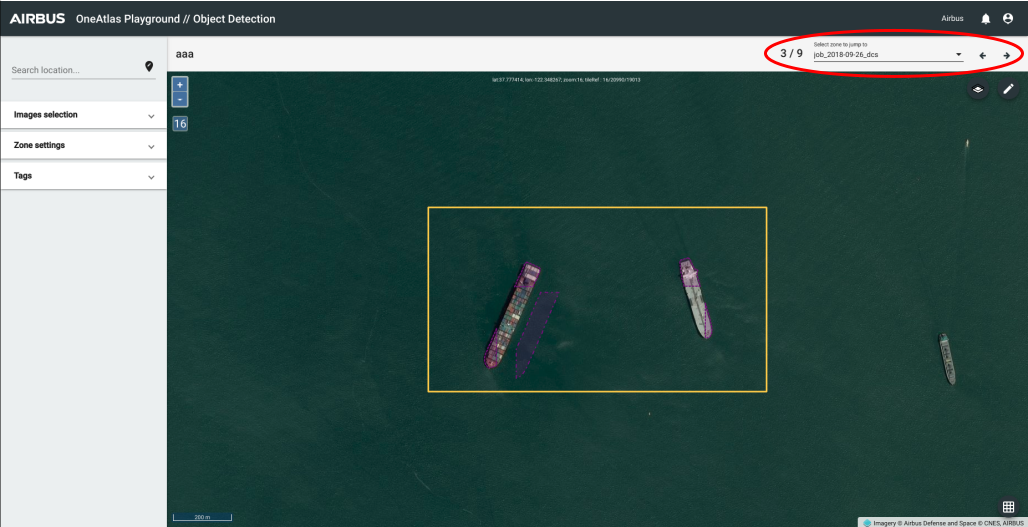 AIRBUS OneAtlas Playground // Object Detection
Airbus
Search location...
aaa
3 / 9
Select zone to jump to
job_2018-09-26_dcs
Images selection
Zone settings
Tags
+
-
16
lat:37.777414; lon:-122.348267; zoom:16; tileRef : 16/20990/19013
200 m
Imagery © Airbus Defense and Space © CNES, AIRBUS